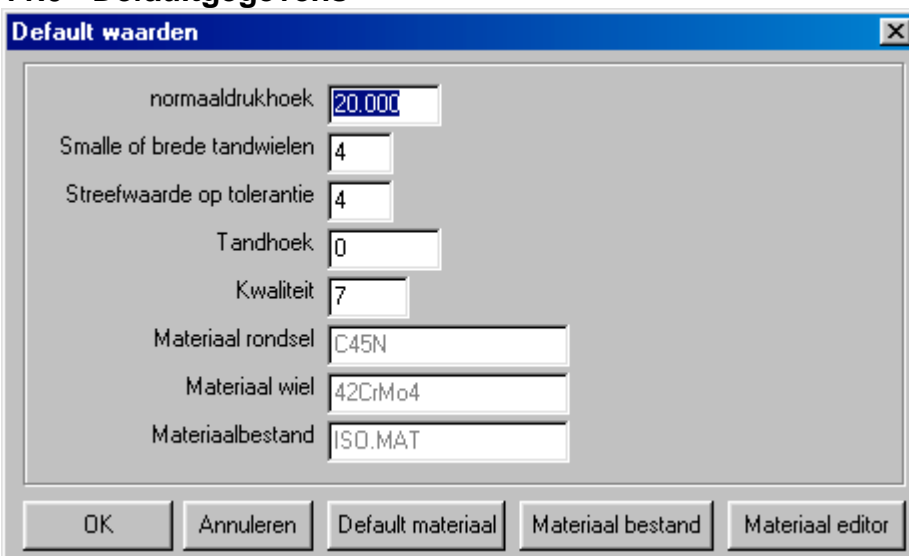 Default waarden
normaaldrukhoek 20.000
Smalle of brede tandwielen 4
Streefwaarde op tolerantie 4
Tandhoek 0
Kwaliteit 7
Materiaal rondsel C45N
Materiaal wiel 42CrMo4
Materiaalbestand ISO.MAT
OK Annuleren Default materiaal Materiaal bestand Materiaal editor